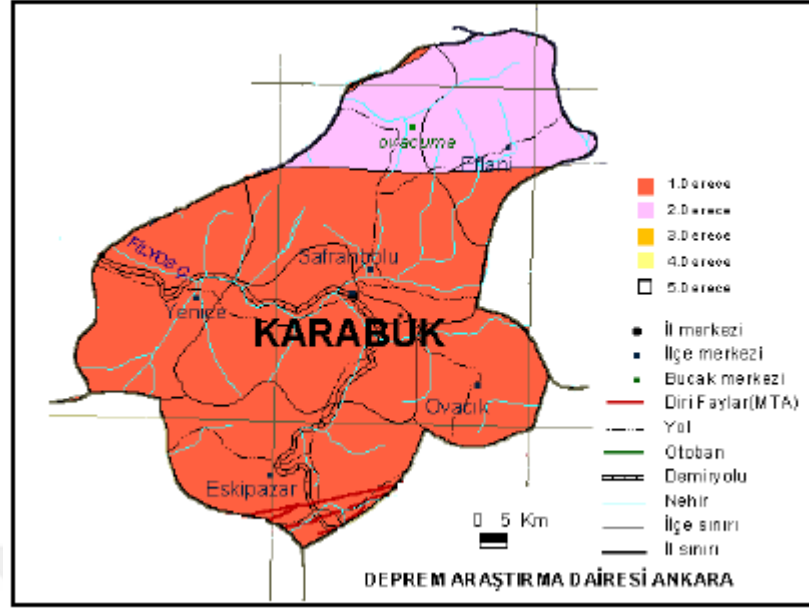 ovacuma
Eflani
Safranbolu
FİLYOS Ç.
Yenice
KARABÜK
Ovacık
Eskipazar
1.Derece
2.Derece
3.Derece
4.Derece
5.Derece
İl merkezi
İlçe merkezi
Bucak merkezi
Diri Faylar(MTA)
Yol
Otoban
Demiryolu
Nehir
İlçe sınırı
İl sınırı
0 5 Km
DEPREM ARAŞTIRMA DAİRESİ ANKARA